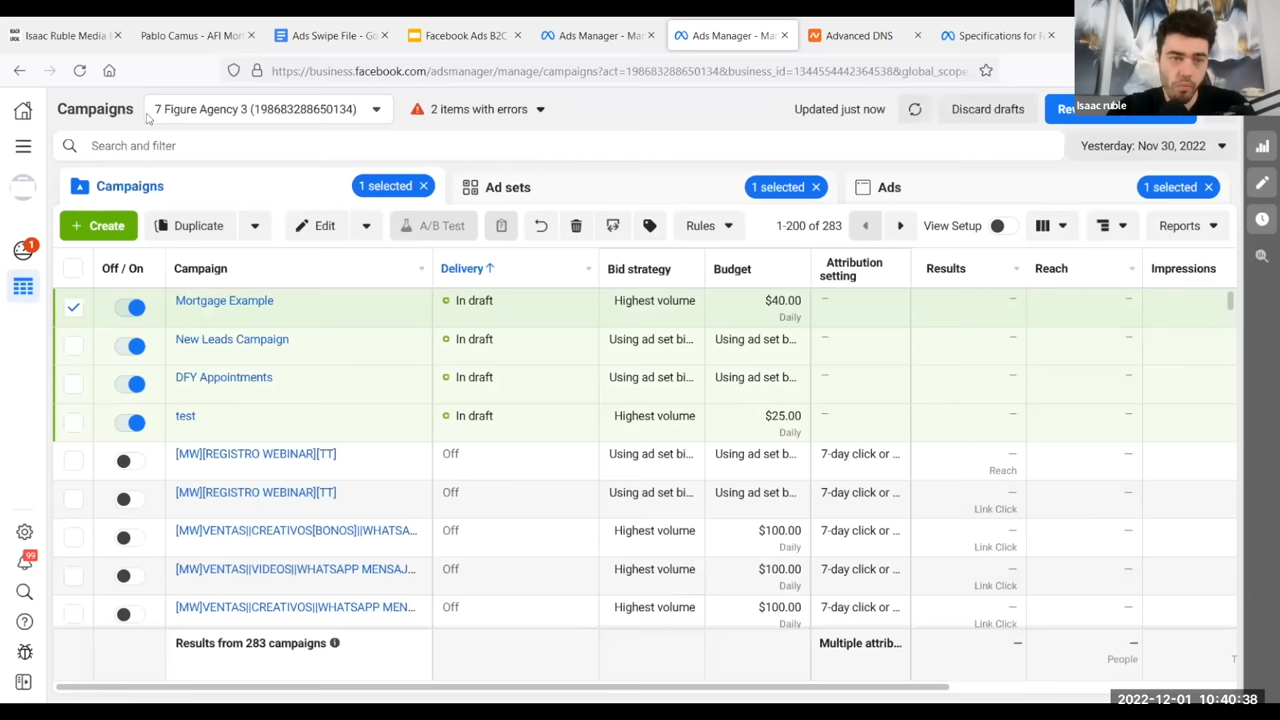 Isaac Ruble Media
Pablo Camus - AFI Mor
Ads Swipe File - Go
Facebook Ads B2C
Ads Manager - Ma
Ads Manager - Ma
Advanced DNS
Specifications for F
https://business.facebook.com/adsmanager/manage/campaigns?act=198683288650134&business_id=1344554442364538&global_scope
Isaac ruble
Campaigns
7 Figure Agency 3 (198683288650134)
2 items with errors
Updated just now
Discard drafts
Search and filter
Yesterday: Nov 30, 2022
Campaigns
1 selected
Ad sets
1 selected
Ads
1 selected
+ Create
Duplicate
Edit
A/B Test
Rules
1-200 of 283
View Setup
Reports
Off / On
Campaign
Delivery ↑
Bid strategy
Budget
Attribution
setting
Results
Reach
Impressions
Mortgage Example
In draft
Highest volume
$40.00
Daily
— — —
New Leads Campaign
In draft
Using ad set bi...
Using ad set b...
— — —
DFY Appointments
In draft
Using ad set bi...
Using ad set b...
— — —
test
In draft
Highest volume
$25.00
Daily
— — —
[MW][REGISTRO WEBINAR][TT]
Off
Using ad set bi...
Using ad set b...
7-day click or ...
— —
Reach
[MW][REGISTRO WEBINAR][TT]
Off
Using ad set bi...
Using ad set b...
7-day click or ...
— —
Link Click
[MW]VENTAS||CREATIVOS[BONOS]||WHATSA...
Off
Highest volume
$100.00
Daily
7-day click or ...
— —
Link Click
[MW]VENTAS||VIDEOS||WHATSAPP MENSAJ...
Off
Highest volume
$100.00
Daily
7-day click or ...
— —
Link Click
[MW]VENTAS||CREATIVOS||WHATSAPP MEN...
Off
Highest volume
$100.00
Daily
7-day click or ...
— —
Link Click
Results from 283 campaigns
Multiple attrib...
— —
People
1
99
2022-12-01 10:40:38